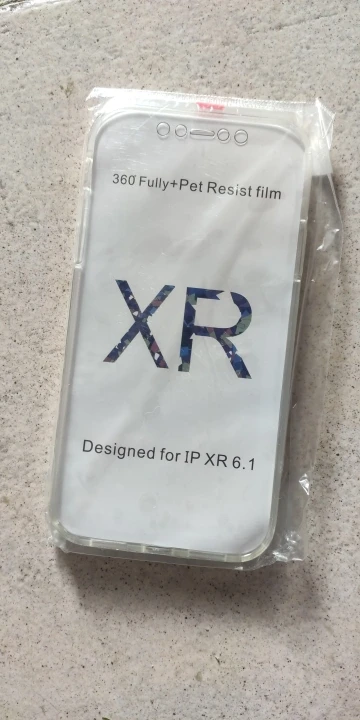 360° Fully+Pet Resist film
XR
Designed for IP XR 6.1